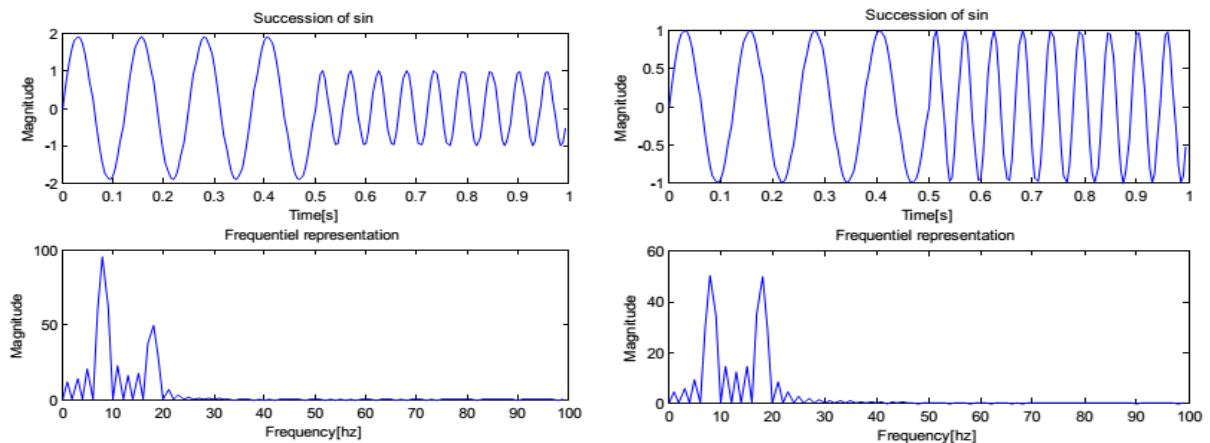 Succession of sin
2
1
0
-1
-2
Magnitude
0 0.1 0.2 0.3 0.4 0.5 0.6 0.7 0.8 0.9 1
Time[s]
Frequentiel representation
100
50
0
Magnitude
0 10 20 30 40 50 60 70 80 90 100
Frequency[hz]
Succession of sin
1
0.5
0
-0.5
-1
Magnitude
0 0.1 0.2 0.3 0.4 0.5 0.6 0.7 0.8 0.9 1
Time[s]
Frequentiel representation
60
40
20
0
Magnitude
0 10 20 30 40 50 60 70 80 90 100
Frequency[hz]